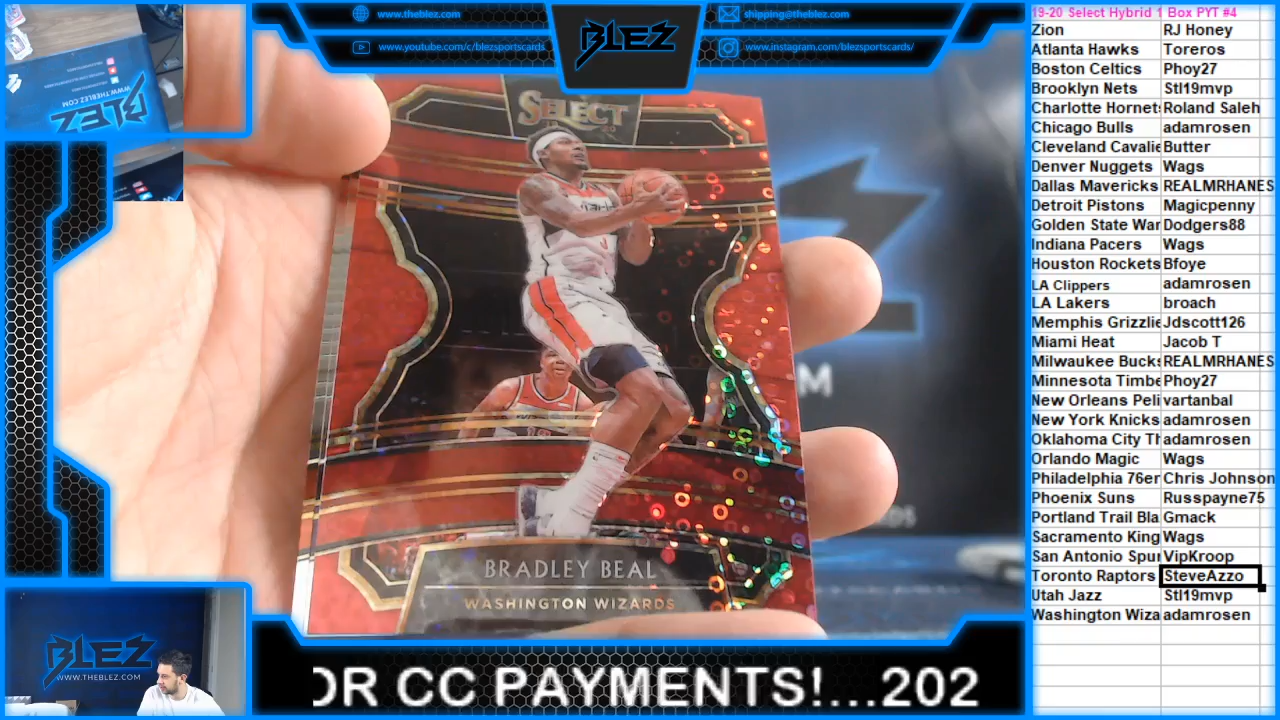 www.theblez.com
shipping@theblez.com
www.youtube.com/c/blezsportscards
www.instagram.com/blezsportscards/
BLEZ
SELECT
BRADLEY BEAL
WASHINGTON WIZARDS
BLEZ
WWW.THEBLEZ.COM
BLEZ
WWW.THEBLEZ.COM
OR CC PAYMENTS!...202
19-20 Select Hybrid 1 Box PYT #4
Zion RJ Honey
Atlanta Hawks Toreros
Boston Celtics Phoy27
Brooklyn Nets Stl19mvp
Charlotte Hornets Roland Saleh
Chicago Bulls adamrosen
Cleveland Cavalie Butter
Denver Nuggets Wags
Dallas Mavericks REALMRHANES
Detroit Pistons Magicpenny
Golden State War Dodgers88
Indiana Pacers Wags
Houston Rockets Bfoye
LA Clippers adamrosen
LA Lakers broach
Memphis Grizzlie Jdscott126
Miami Heat Jacob T
Milwaukee Bucks REALMRHANES
Minnesota Timbe Phoy27
New Orleans Peli vartanbal
New York Knicks adamrosen
Oklahoma City Th adamrosen
Orlando Magic Wags
Philadelphia 76er Chris Johnson
Phoenix Suns Russpayne75
Portland Trail Bla Gmack
Sacramento King Wags
San Antonio Spur VipKroop
Toronto Raptors SteveAzzo
Utah Jazz Stl19mvp
Washington Wiza adamrosen